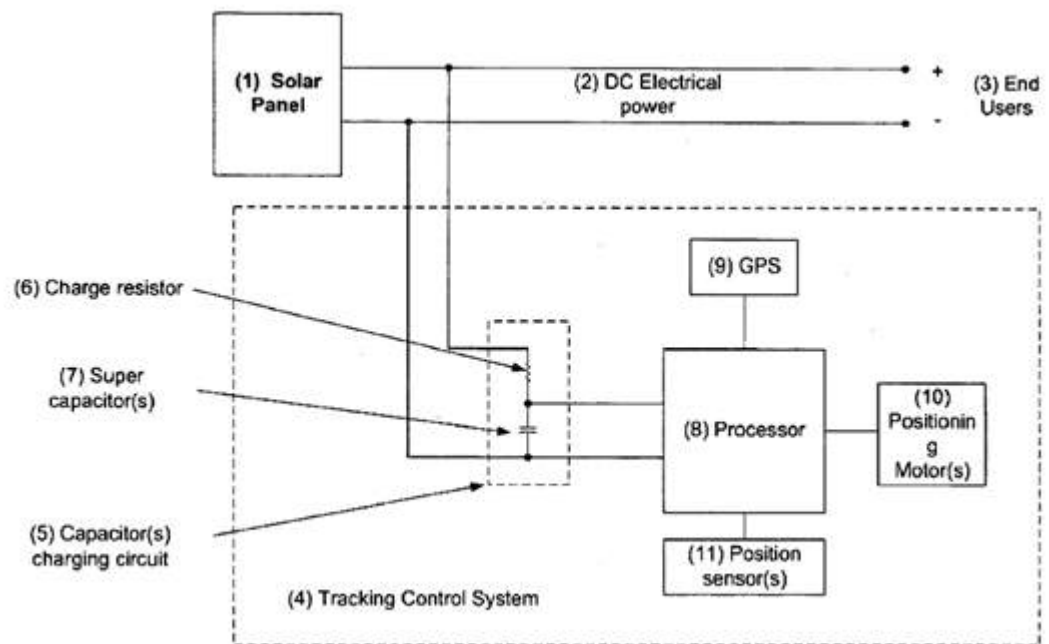 (1) Solar
Panel
(2) DC Electrical
power
+
-
(3) End
Users
(9) GPS
(6) Charge resistor
(7) Super
capacitor(s)
(8) Processor
(10)
Positionin
g
Motor(s)
(5) Capacitor(s)
charging circuit
(11) Position
sensor(s)
(4) Tracking Control System